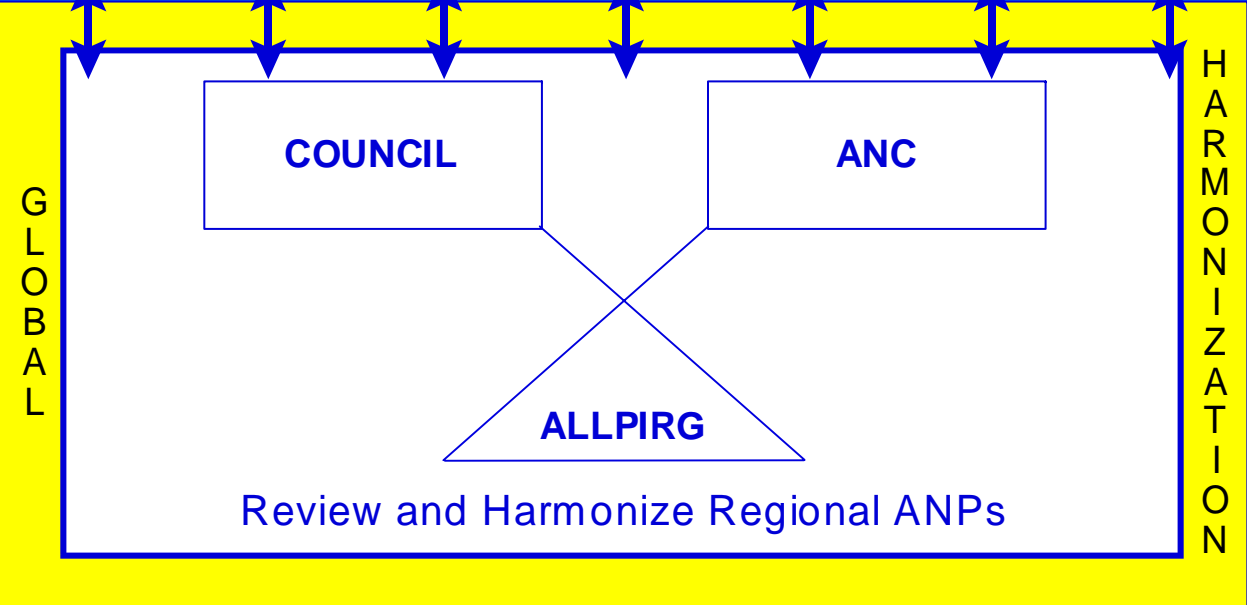 COUNCIL
ANC
GLOBAL
HARMONIZATION
ALLPIRG
Review and Harmonize Regional ANPs